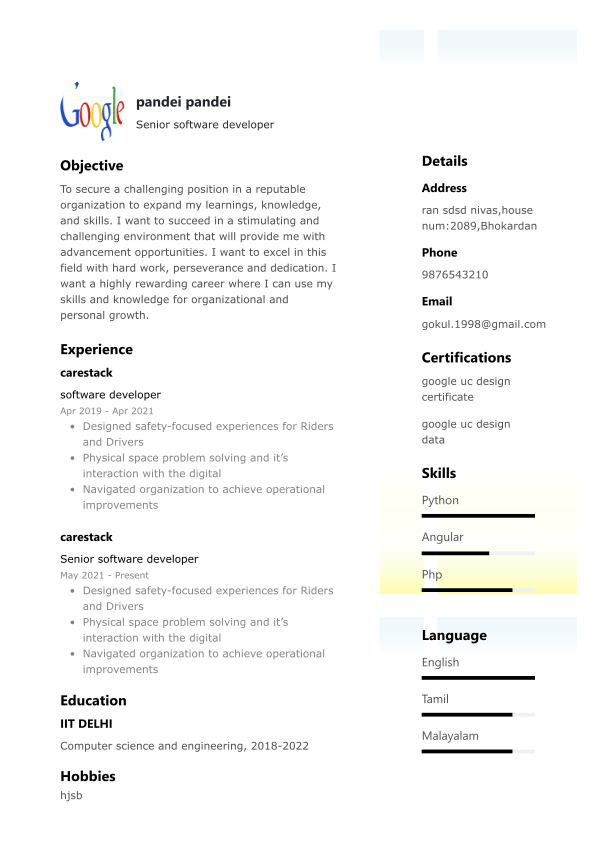 Google
pandei pandei
Senior software developer
Objective
To secure a challenging position in a reputable
organization to expand my learnings, knowledge,
and skills. I want to succeed in a stimulating and
challenging environment that will provide me with
advancement opportunities. I want to excel in this
field with hard work, perseverance and dedication. I
want a highly rewarding career where I can use my
skills and knowledge for organizational and
personal growth.
Experience
carestack
software developer
Apr 2019 - Apr 2021
• Designed safety-focused experiences for Riders
and Drivers
• Physical space problem solving and it’s
interaction with the digital
• Navigated organization to achieve operational
improvements
carestack
Senior software developer
May 2021 - Present
• Designed safety-focused experiences for Riders
and Drivers
• Physical space problem solving and it’s
interaction with the digital
• Navigated organization to achieve operational
improvements
Education
IIT DELHI
Computer science and engineering, 2018-2022
Hobbies
hjsb
Details
Address
ran sdsd nivas,house
num:2089,Bhokardan
Phone
9876543210
Email
gokul.1998@gmail.com
Certifications
google uc design
certificate
google uc design
data
Skills
Python
Angular
Php
Language
English
Tamil
Malayalam